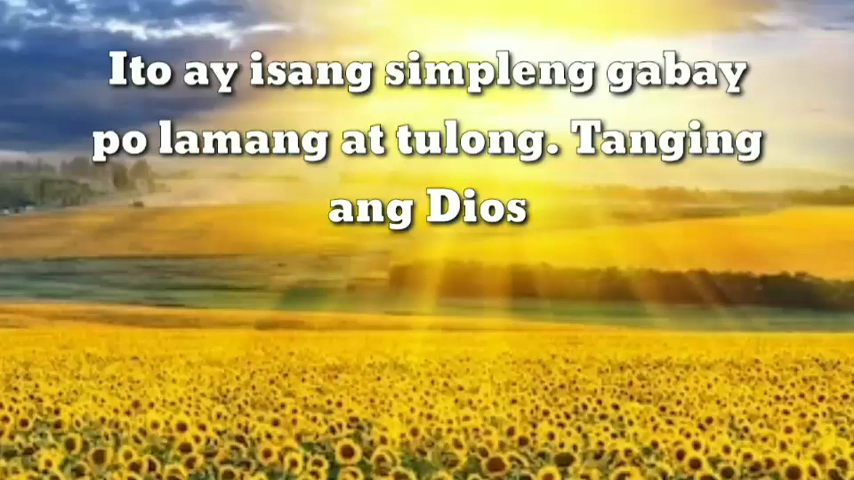 Ito ay isang simpleng gabay
po lamang at tulong. Tanging
ang Dios